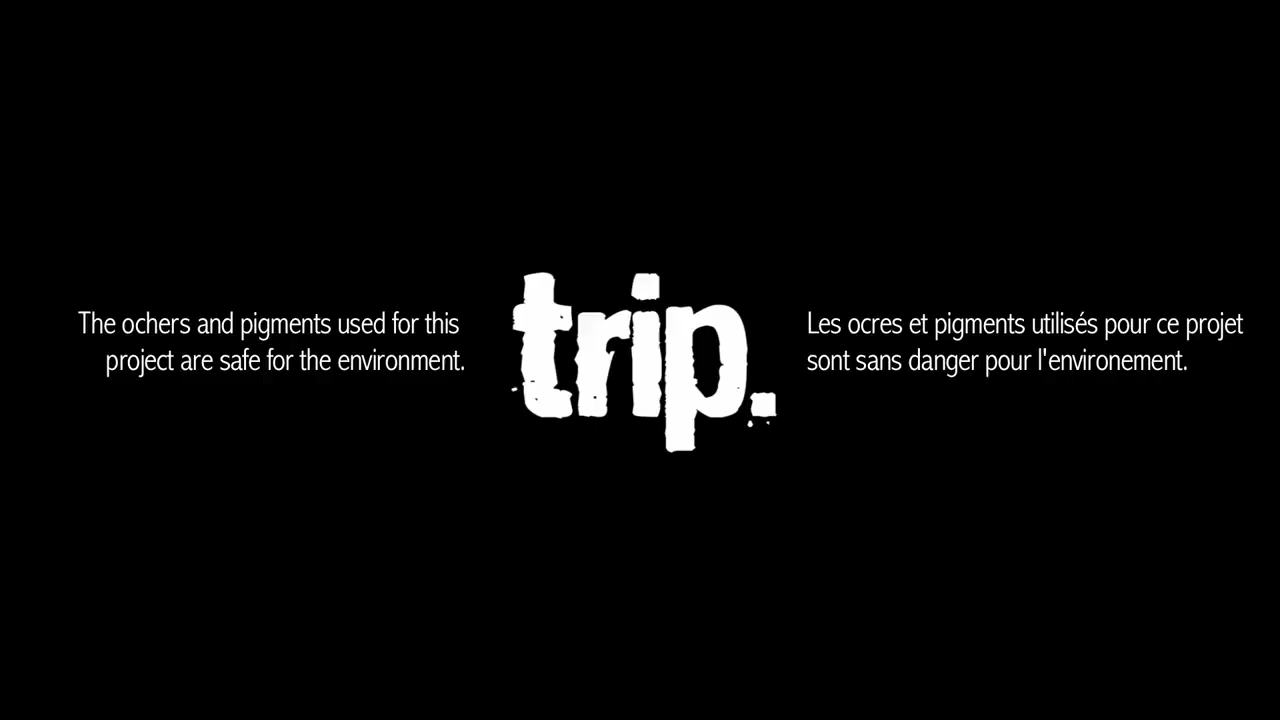 The ochers and pigments used for this
project are safe for the environment.
trip.
Les ocres et pigments utilisés pour ce projet
sont sans danger pour l'environement.